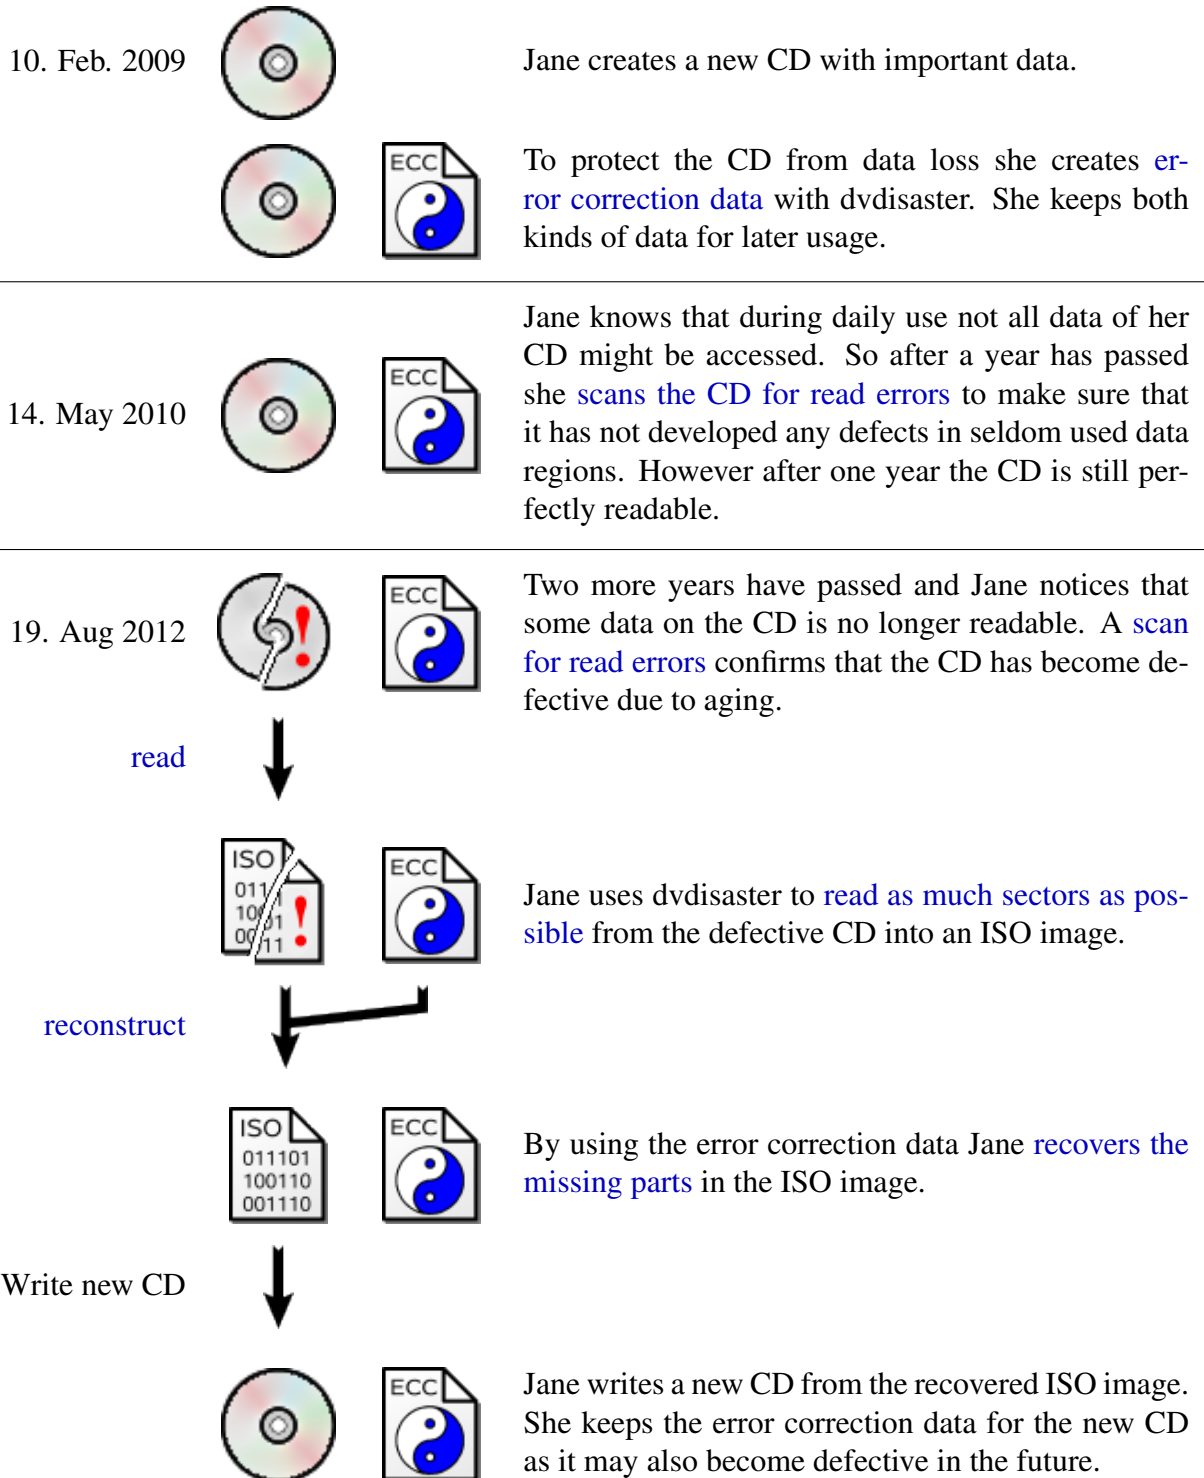 10. Feb. 2009
Jane creates a new CD with important data.
ECC
To protect the CD from data loss she creates er-
ror correction data with dvdisaster. She keeps both
kinds of data for later usage.
14. May 2010
ECC
Jane knows that during daily use not all data of her
CD might be accessed. So after a year has passed
she scans the CD for read errors to make sure that
it has not developed any defects in seldom used data
regions. However after one year the CD is still per-
fectly readable.
19. Aug 2012
!
ECC
Two more years have passed and Jane notices that
some data on the CD is no longer readable. A scan
for read errors confirms that the CD has become de-
fective due to aging.
read
ISO
011
1001
0011
!
ECC
Jane uses dvdisaster to read as much sectors as pos-
sible from the defective CD into an ISO image.
reconstruct
ISO
011101
100110
001110
ECC
By using the error correction data Jane recovers the
missing parts in the ISO image.
Write new CD
ECC
Jane writes a new CD from the recovered ISO image.
She keeps the error correction data for the new CD
as it may also become defective in the future.